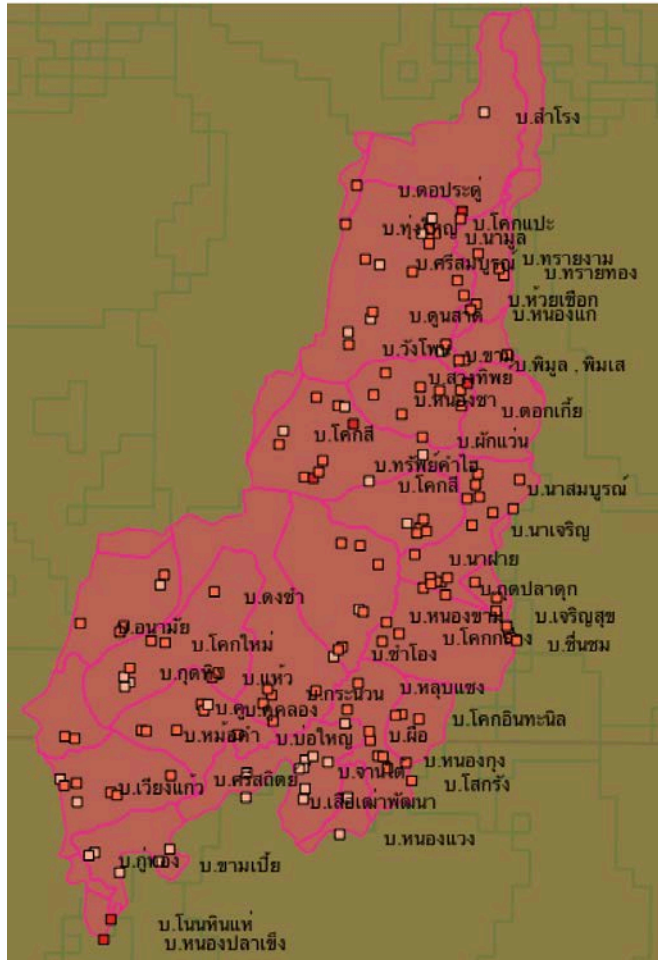 บ.สำโรง
บ.ดอประดู่
บ.โคกแปะ
บ.ทุ่งใหญ่
บ.นามูล
บ.ทรายงาม
บ.ศรีสมบูรณ์
บ.ทรายทอง
บ.ห้วยเชือก
บ.ดูนสาด
บ.หนองแก
บ.วังโพน
บ.ขาม
บ.พิมูล , พิมเส
บ.สวงทิพย์
บ.หนองซา
บ.ดอกเกี้ย
บ.โคกสี
บ.ผักแว่น
บ.ทรัพย์คำไฮ
บ.โคกสี
บ.นาสมบูรณ์
บ.นาเจริญ
บ.นาฝาย
บ.ดงซำ
บ.กุดปลาดุก
บ.หนองขาม
บ.เจริญสุข
บ.อนามัย
บ.โคกใหม่
บ.โคกกลอง
บ.ชื่นชม
บ.ซำโอง
บ.กุดพิง
บ.แห้ว
บ.กระนวน
บ.หลุบแซง
บ.คู
บ.คูคลอง
บ.โคกอินทะนิล
บ.หม้อคำ
บ.บ่อใหญ่
บ.ผือ
บ.หนองกุง
บ.จานใต้
บ.โสกรัง
บ.เวียงแก้ว
บ.ศรีสถิตย์
บ.เสือเฒ่าพัฒนา
บ.หนองแวง
บ.กู่ทอง
บ.ขามเปี้ย
บ.โนนหินแห่
บ.หนองปลาเข็ง